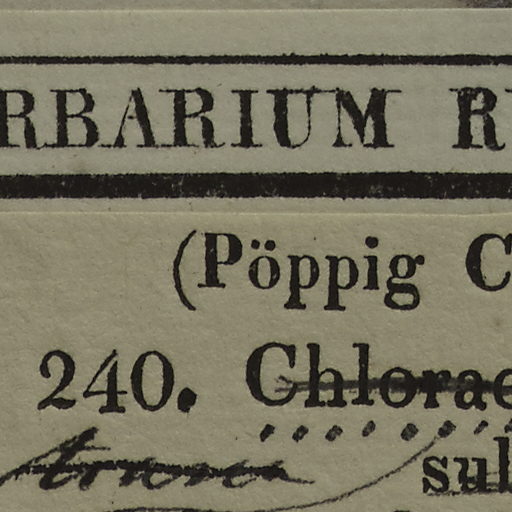 RBARIUM R
(Pöppig C
240. Chlorae
sul